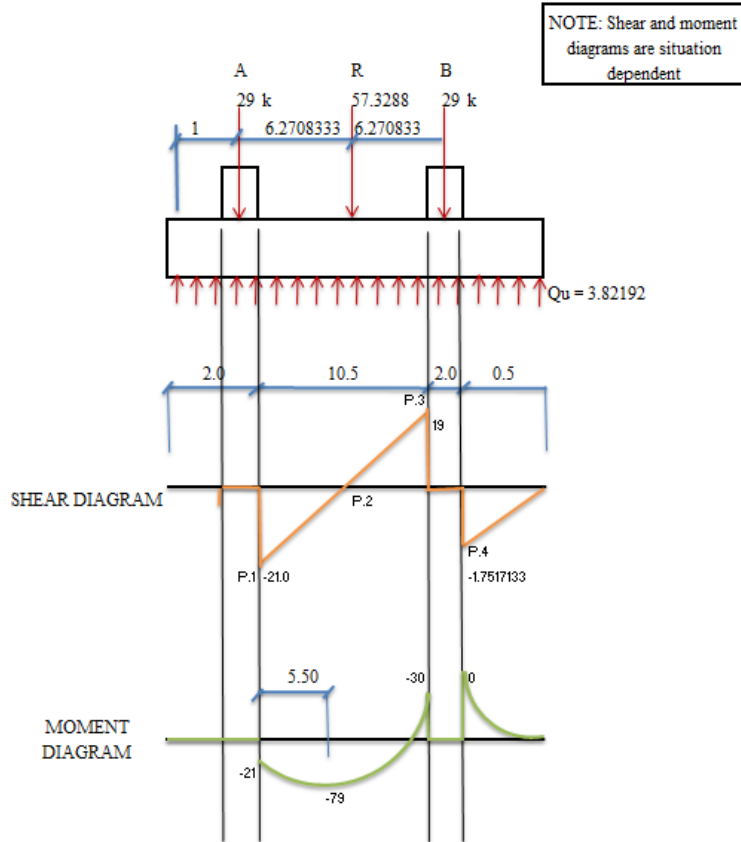 NOTE: Shear and moment
diagrams are situation
dependent
A R B
29 k 57.3288 29 k
1 6.2708333 6.270833
Qu = 3.82192
2.0 10.5 2.0 0.5
P.3
19
SHEAR DIAGRAM
P.2
P.4
P.1 -21.0 -1.7517133
5.50 -30 0
MOMENT
DIAGRAM
-21
-79